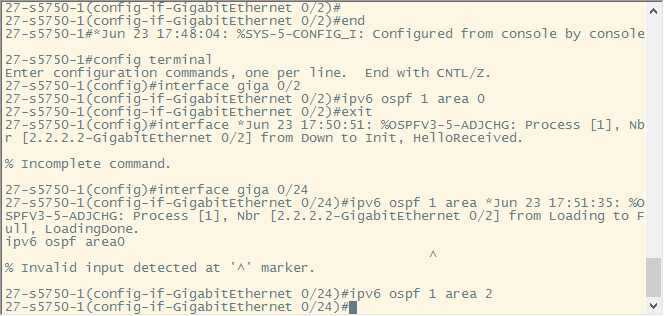 27-s5750-1(config-if-GigabitEthernet 0/2)#
27-s5750-1(config-if-GigabitEthernet 0/2)#end
27-s5750-1#*Jun 23 17:48:04: %SYS-5-CONFIG_I: Configured from console by console
27-s5750-1#config terminal
Enter configuration commands, one per line.  End with CNTL/Z.
27-s5750-1(config)#interface giga 0/2
27-s5750-1(config-if-GigabitEthernet 0/2)#ipv6 ospf 1 area 0
27-s5750-1(config-if-GigabitEthernet 0/2)#exit
27-s5750-1(config)#interface *Jun 23 17:50:51: %OSPFV3-5-ADJCHG: Process [1], Nb
r [2.2.2.2-GigabitEthernet 0/2] from Down to Init, HelloReceived.
% Incomplete command.
27-s5750-1(config)#interface giga 0/24
27-s5750-1(config-if-GigabitEthernet 0/24)#ipv6 ospf 1 area *Jun 23 17:51:35: %O
SPFV3-5-ADJCHG: Process [1], Nbr [2.2.2.2-GigabitEthernet 0/2] from Loading to F
ull, LoadingDone.
ipv6 ospf area0
^
% Invalid input detected at '^' marker.
27-s5750-1(config-if-GigabitEthernet 0/24)#ipv6 ospf 1 area 2
27-s5750-1(config-if-GigabitEthernet 0/24)#